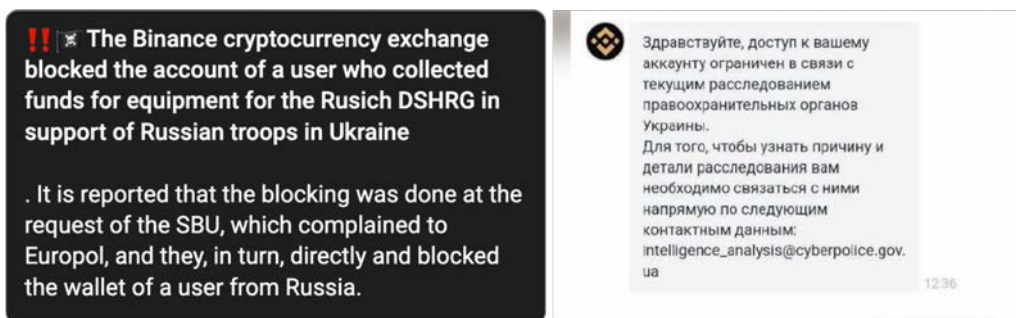 ‼️🏴‍☠️ The Binance cryptocurrency exchange
blocked the account of a user who collected
funds for equipment for the Rusich DSHRG in
support of Russian troops in Ukraine
. It is reported that the blocking was done at the
request of the SBU, which complained to
Europol, and they, in turn, directly and blocked
the wallet of a user from Russia.
Здравствуйте, доступ к вашему
аккаунту ограничен в связи с
текущим расследованием
правоохранительных органов
Украины.
Для того, чтобы узнать причину и
детали расследования вам
необходимо связаться с ними
напрямую по следующим
контактным данным:
intelligence_analysis@cyberpolice.gov.
ua
12:36